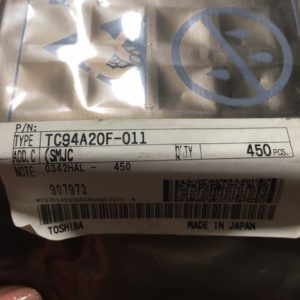 P/N:
TYPE TC94A20F-011
ADD.C (SMJC Q'TY 450 PCS.
NOTE 0342HAL - 450
907973
TOSHIBA MADE IN JAPAN